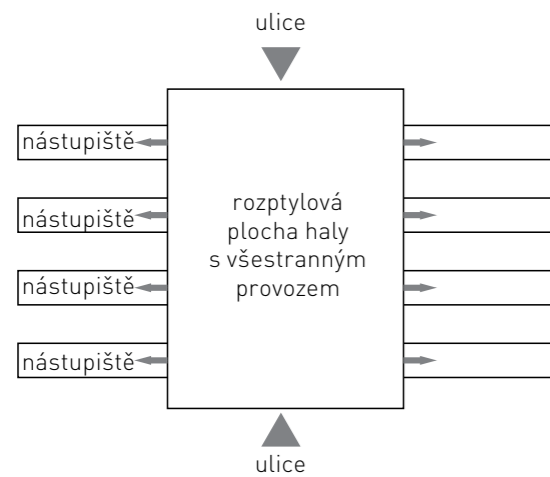 ulice
nástupiště
nástupiště
nástupiště
nástupiště
rozptylová
plocha haly
s všestranným
provozem
ulice